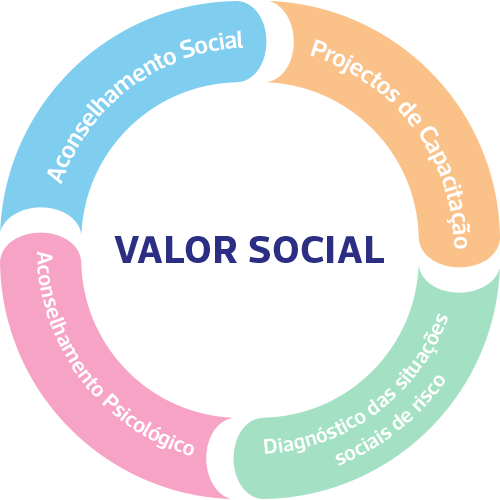 Aconselhamento Social
Projectos de Capacitação
VALOR SOCIAL
Aconselhamento Psicológico
Diagnóstico das situações
sociais de risco